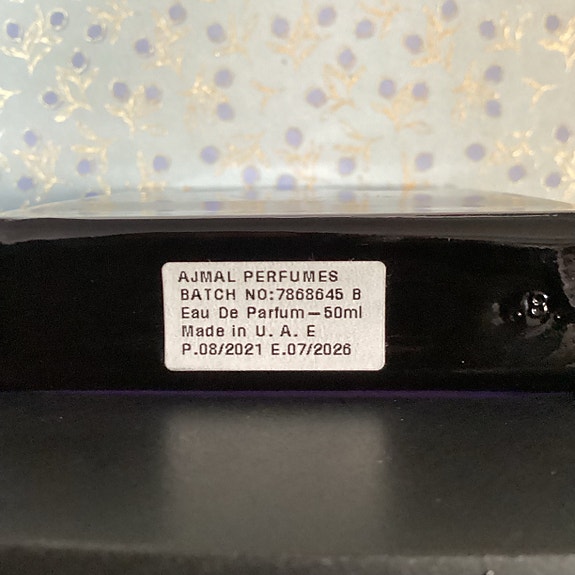 AJMAL PERFUMES
BATCH NO:7868645 B
Eau De Parfum – 50ml
Made in U. A. E
P.08/2021 E.07/2026